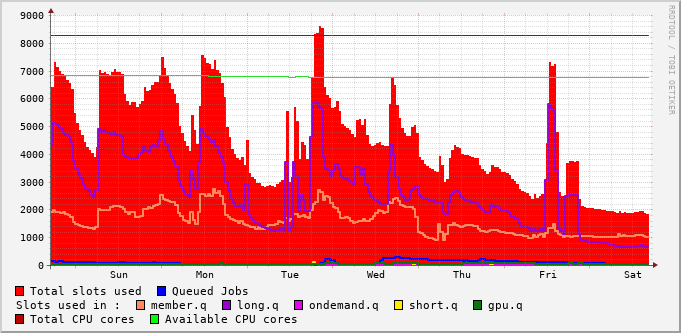 RRDTOOL / TOBI OETIKER
9000
8000
7000
6000
5000
4000
3000
2000
1000
0
Sun Mon Tue Wed Thu Fri Sat
Total slots used Queued Jobs
Slots used in : member.q long.q ondemand.q short.q gpu.q
Total CPU cores Available CPU cores